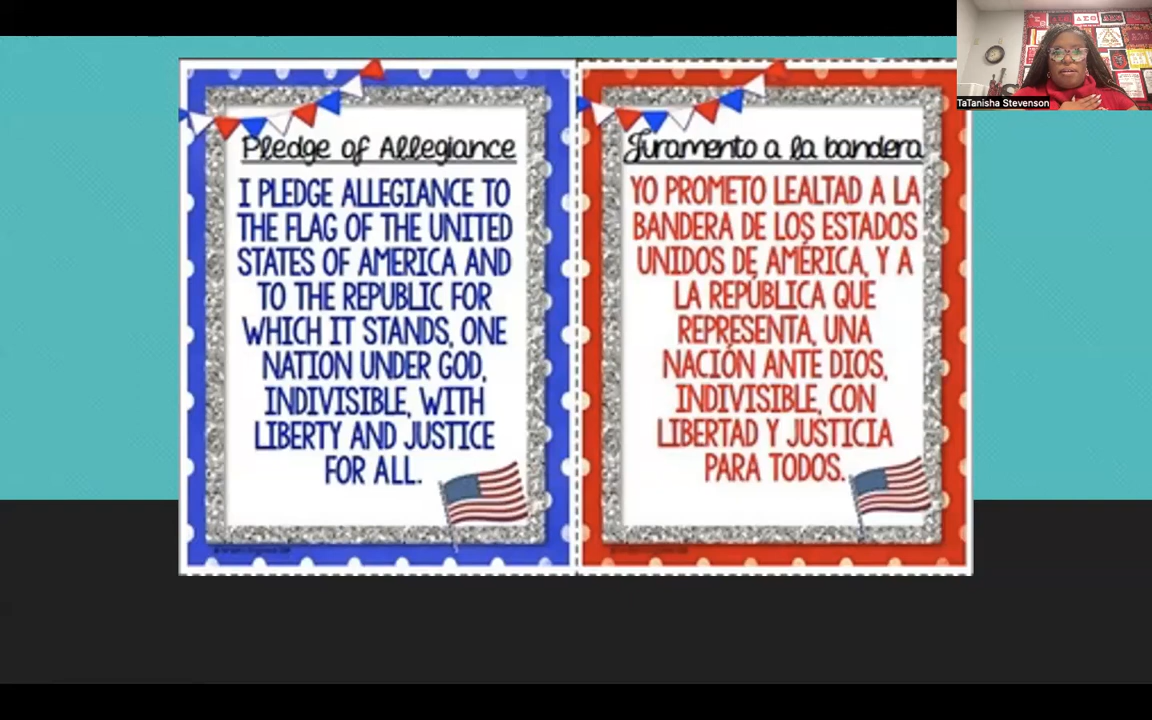 Pledge of Allegiance
I PLEDGE ALLEGIANCE TO
THE FLAG OF THE UNITED
STATES OF AMERICA AND
TO THE REPUBLIC FOR
WHICH IT STANDS, ONE
NATION UNDER GOD,
INDIVISIBLE, WITH
LIBERTY AND JUSTICE
FOR ALL.
Juramento a la bandera
YO PROMETO LEALTAD A LA
BANDERA DE LOS ESTADOS
UNIDOS DE AMÉRICA, Y A
LA REPÚBLICA QUE
REPRESENTA, UNA
NACIÓN ANTE DIOS,
INDIVISIBLE, CON
LIBERTAD Y JUSTICIA
PARA TODOS.
TaTanisha Stevenson